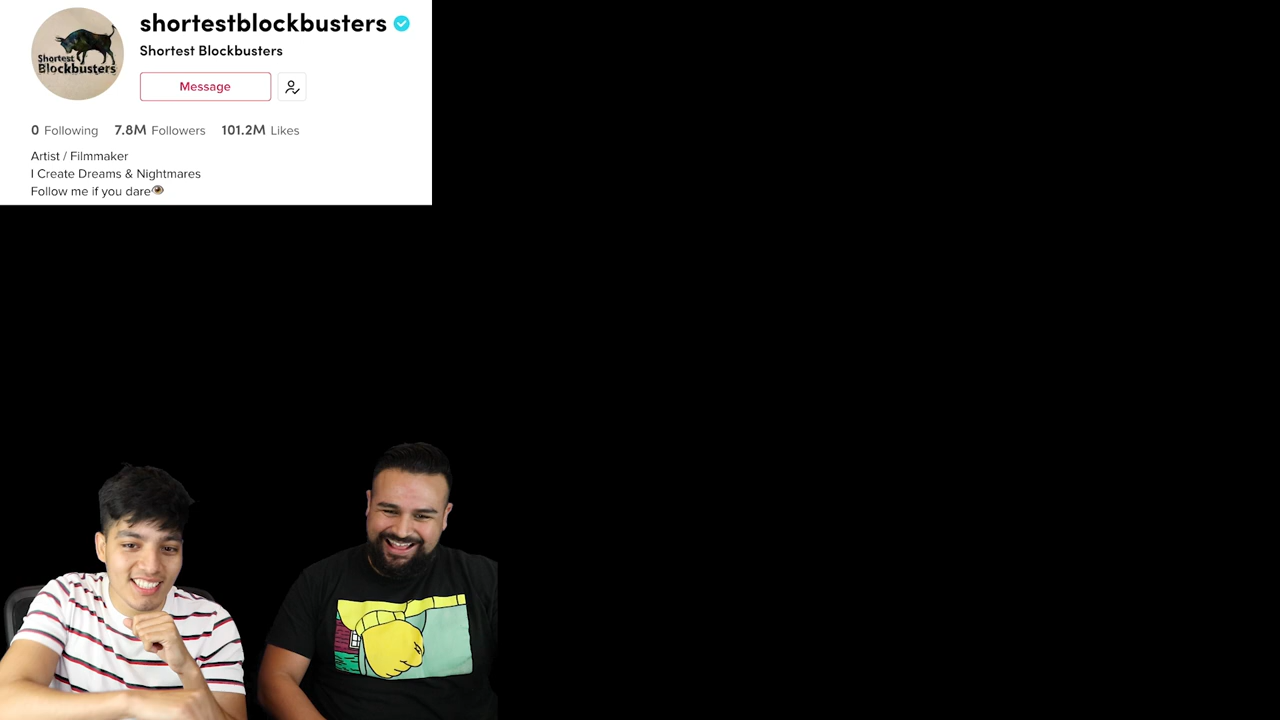 shortestblockbusters
Shortest Blockbusters
Shortest
Blockbusters
Message
0 Following 7.8M Followers 101.2M Likes
Artist / Filmmaker
I Create Dreams & Nightmares
Follow me if you dare👁️